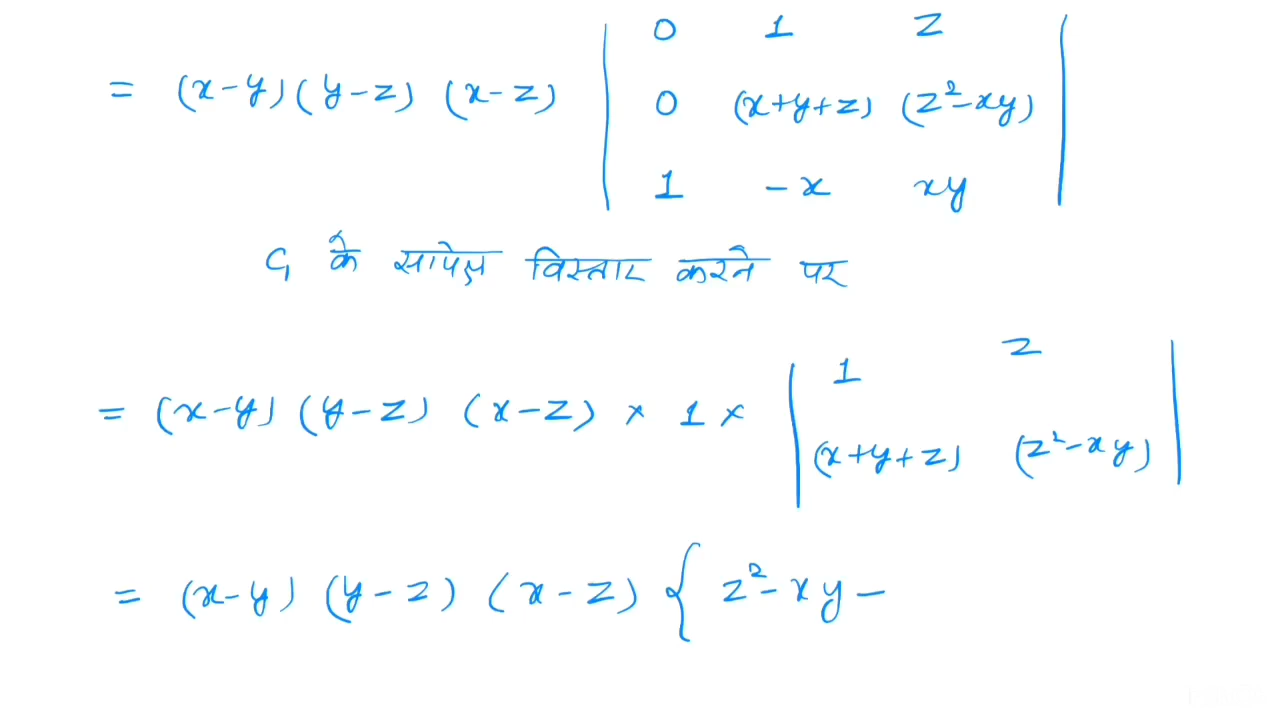 0 1 z
= (x-y) (y-z) (x-z) 0 (x+y+z) (z²-xy)
1 -x xy
C₁ के सापेक्ष विस्तार करने पर
1 z
= (x-y) (y-z) (x-z) × 1 ×
(x+y+z) (z²-xy)
= (x-y) (y-z) (x-z) { z²-xy-